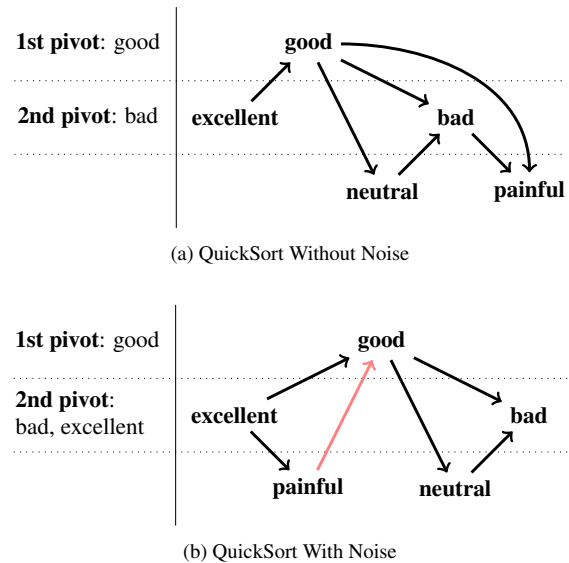 1st pivot: good
good
2nd pivot: bad
excellent
bad
neutral
painful
(a) QuickSort Without Noise
1st pivot: good
good
2nd pivot:
bad, excellent
excellent
bad
painful
neutral
(b) QuickSort With Noise